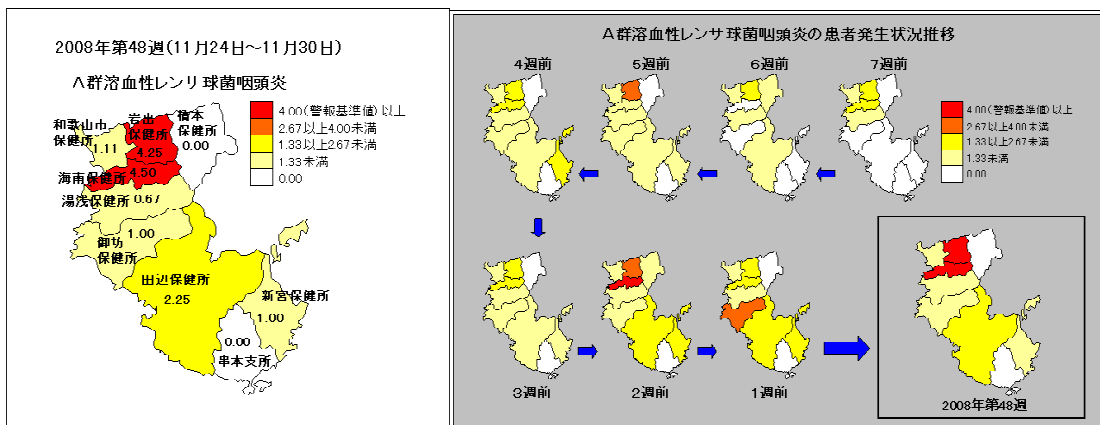 2008年第48週(11月24日～11月30日)
A群溶血性レンサ球菌咽頭炎
4.00(警報基準値)以上
2.67以上4.00未満
1.33以上2.67未満
1.33未満
0.00
和歌山市
保健所
1.11
岩出
保健所
4.25
橋本
保健所
0.00
海南保健所
4.50
湯浅保健所
0.67
御坊
保健所
1.00
田辺保健所
2.25
新宮保健所
1.00
0.00
串本支所
A群溶血性レンサ球菌咽頭炎の患者発生状況推移
4週前
5週前
6週前
7週前
4.00(警報基準値)以上
2.67以上4.00未満
1.33以上2.67未満
1.33未満
0.00
3週前
2週前
1週前
2008年第48週